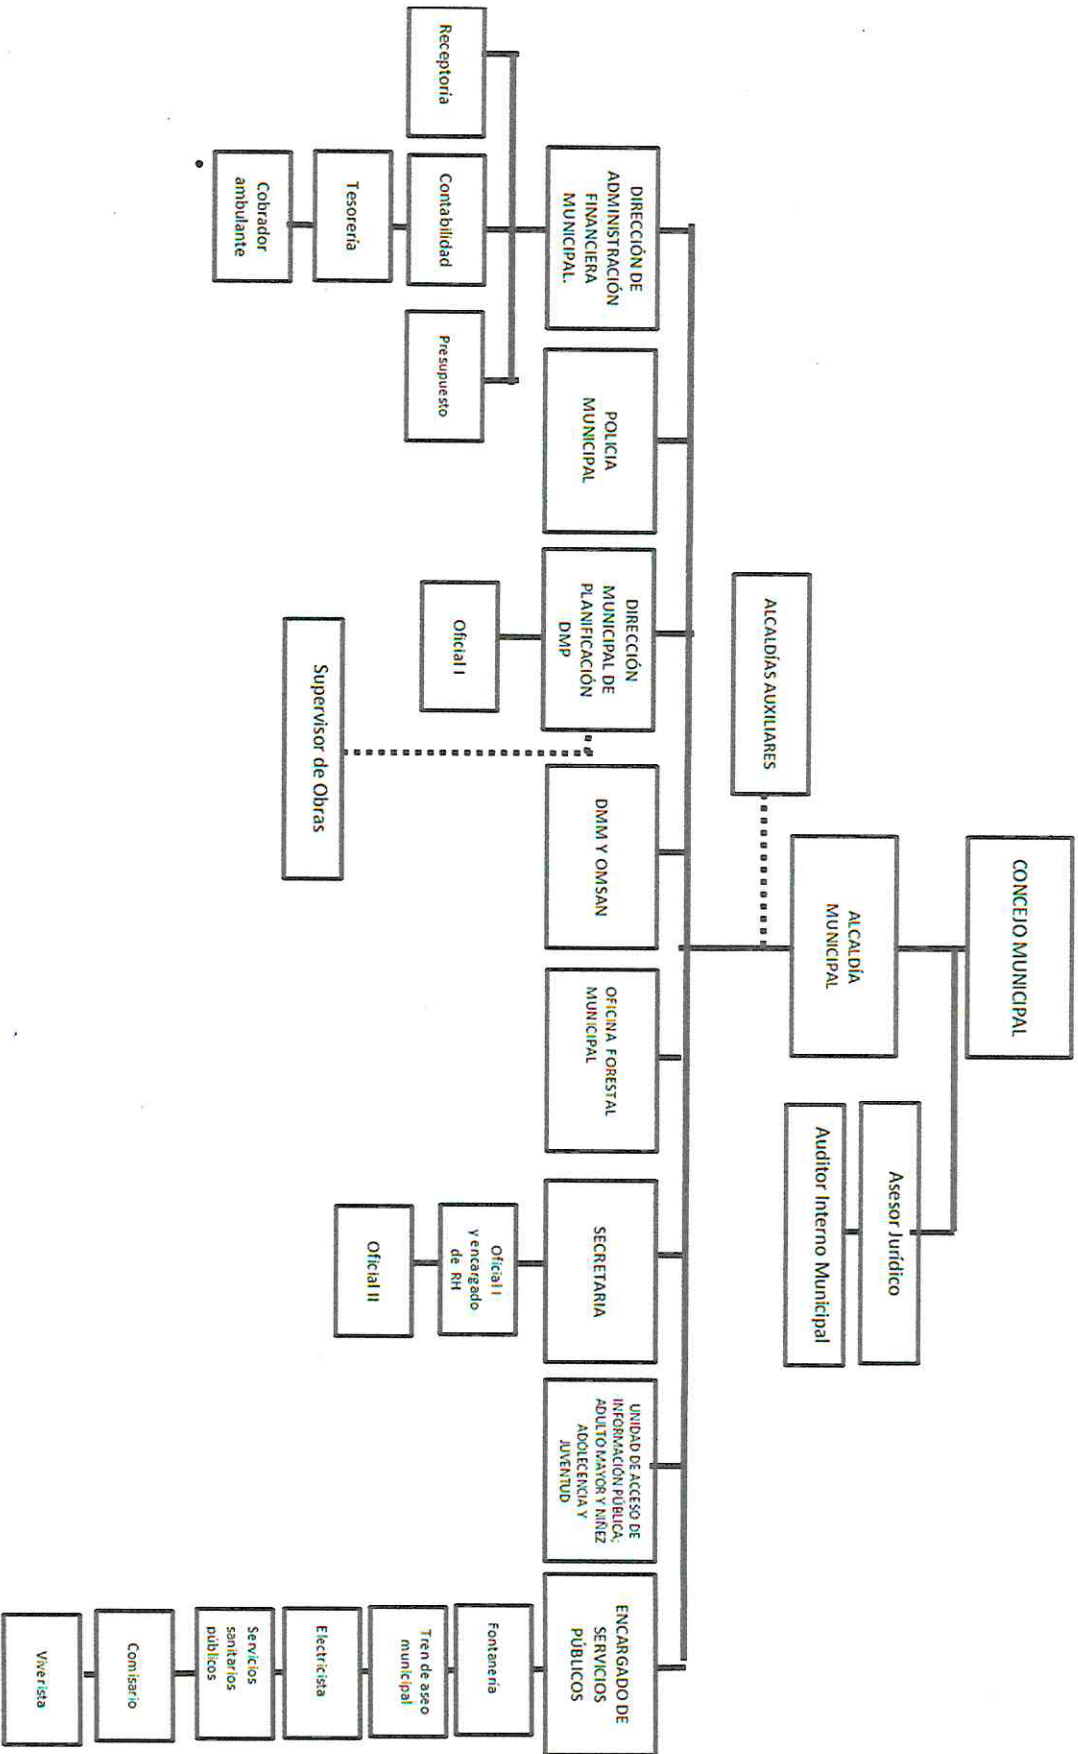 CONCEJO MUNICIPAL
ALCALDÍA
MUNICIPAL
Asesor Jurídico
Auditor Interno Municipal
ALCALDÍAS AUXILIARES
DIRECCIÓN DE
ADMINISTRACIÓN
FINANCIERA
MUNICIPAL.
POLICIA
MUNICIPAL
DIRECCIÓN
MUNICIPAL DE
PLANIFICACIÓN
DMP
DMM Y OMSAN
OFICINA FORESTAL
MUNICIPAL
SECRETARIA
UNIDAD DE ACCESO DE
INFORMACIÓN PÚBLICA;
ADULTO MAYOR Y NIÑEZ
ADOLECENCIA Y
JUVENTUD
ENCARGADO DE
SERVICIOS
PÚBLICOS
Receptoría
Contabilidad
Presupuesto
Tesorería
Cobrador
ambulante
Oficial I
Supervisor de Obras
Oficial I
y encargado
de RH
Oficial II
Fontanería
Tren de aseo
municipal
Electricista
Servicios
sanitarios
públicos
Comisario
Viverista